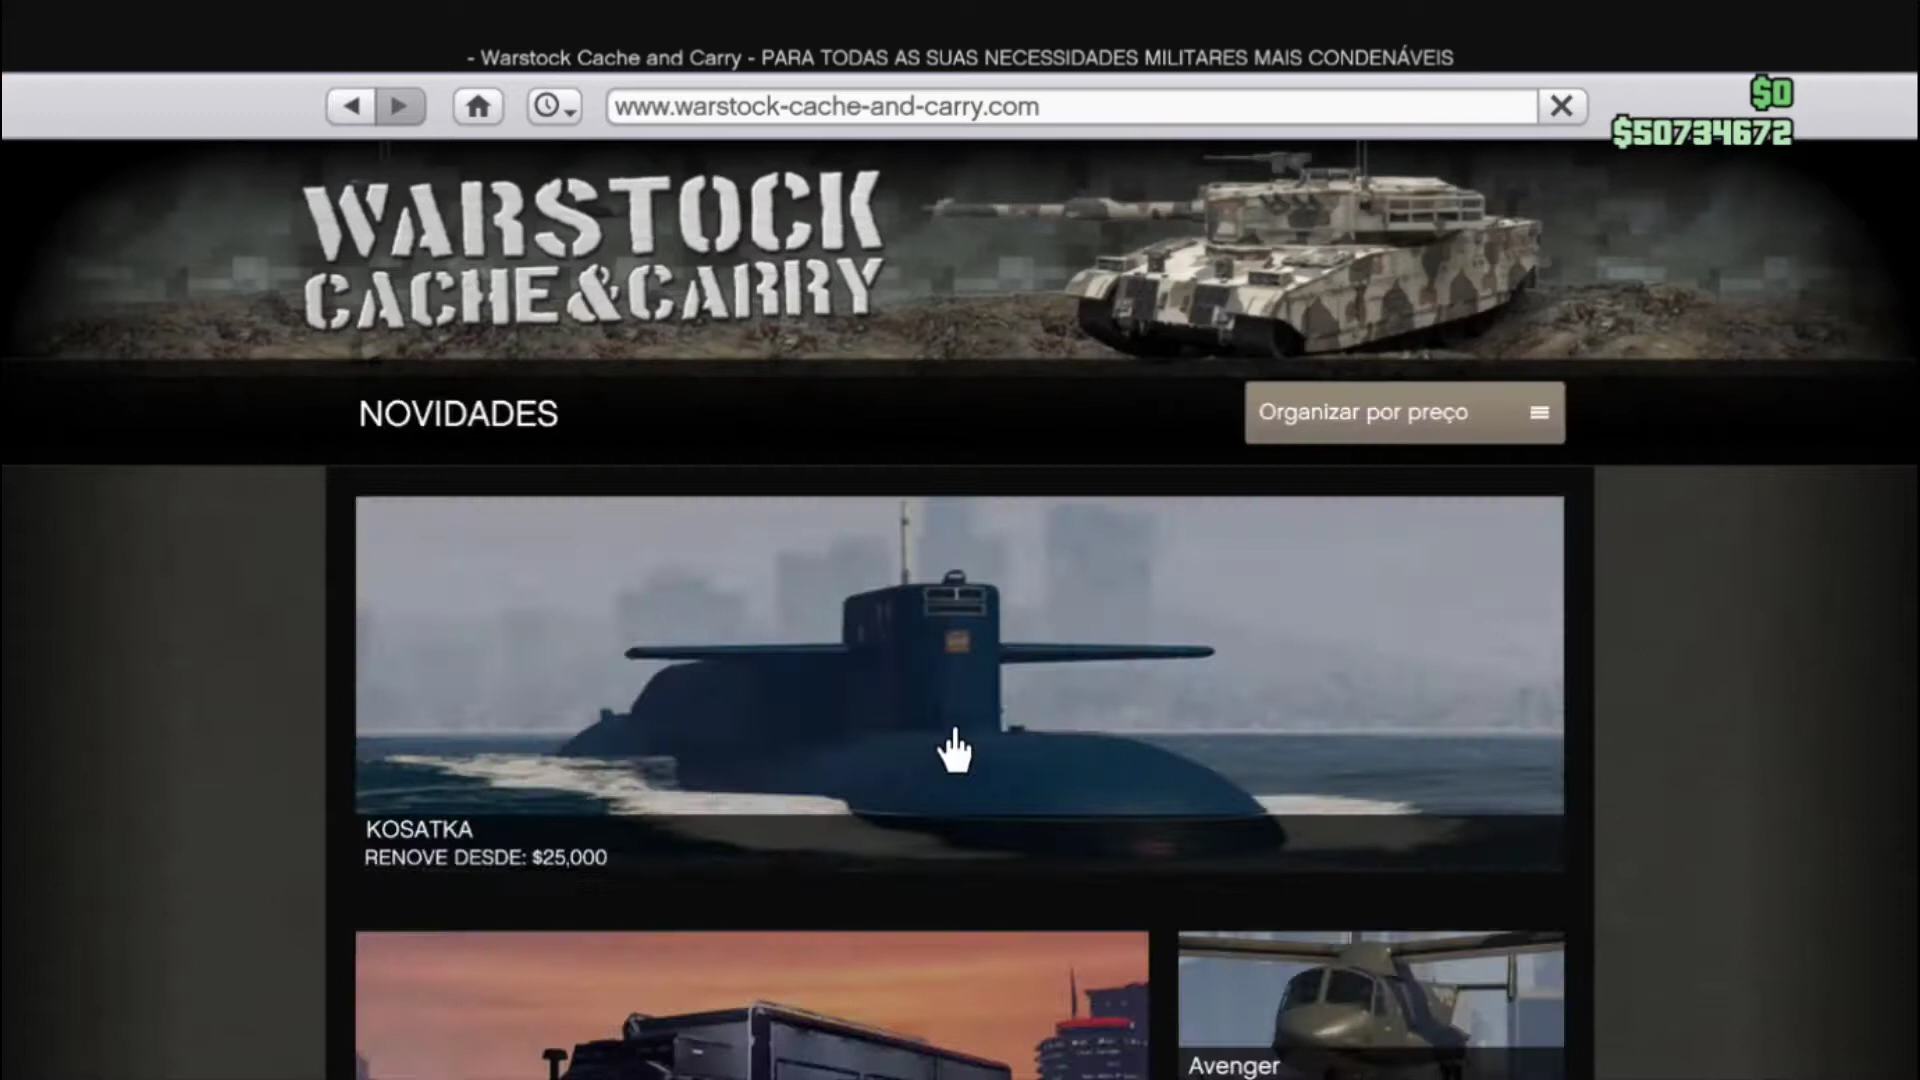 - Warstock Cache and Carry - PARA TODAS AS SUAS NECESSIDADES MILITARES MAIS CONDENÁVEIS
www.warstock-cache-and-carry.com
$0
$50734672
WARSTOCK
CACHE&CARRY
NOVIDADES
Organizar por preço
KOSATKA
RENOVE DESDE: $25,000
Avenger